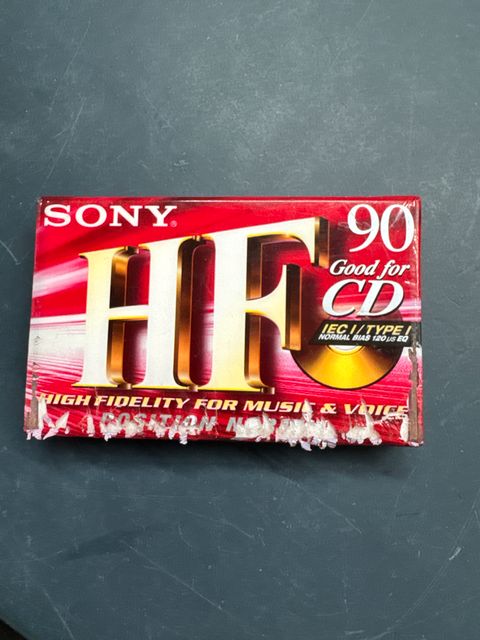 SONY®
HF
90
Good for
CD
IEC I / TYPE I
NORMAL BIAS 120 μs EQ
HIGH FIDELITY FOR MUSIC & VOICE
POSITION